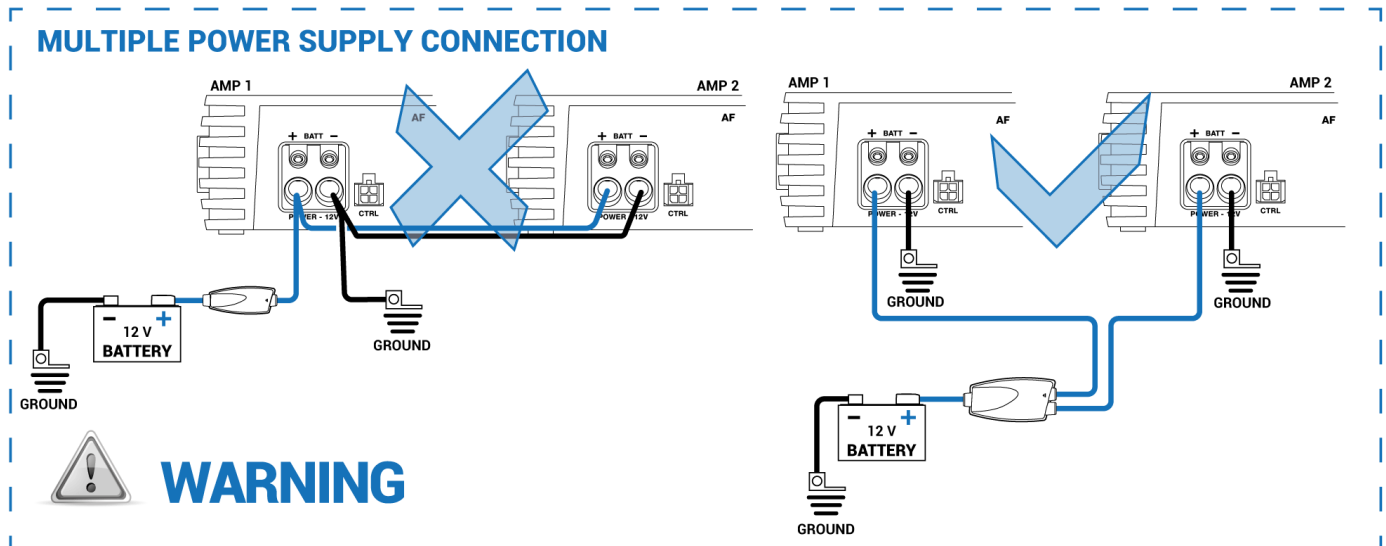 MULTIPLE POWER SUPPLY CONNECTION
AMP 1
AF
+ BATT −
POWER - 12V
CTRL
AMP 2
AF
+ BATT −
POWER - 12V
CTRL
− +
12 V
BATTERY
GROUND
GROUND
AMP 1
AF
+ BATT −
POWER - 12V
CTRL
GROUND
AMP 2
AF
+ BATT −
POWER - 12V
CTRL
GROUND
− +
12 V
BATTERY
GROUND
! WARNING